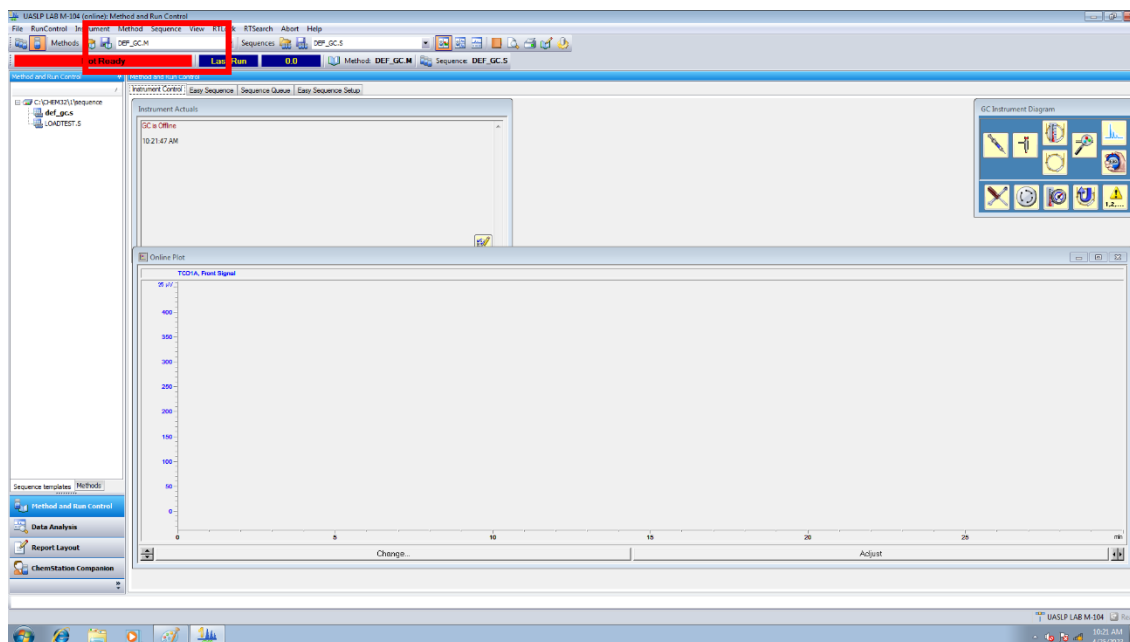 UASLP LAB M-104 (online): Method and Run Control
File RunControl Instrument Method Sequence View RTLock RTSearch Abort Help
Methods DEF_GC.M Sequences DEF_GC.S
Not Ready Last Run 0.0 Method: DEF_GC.M Sequence: DEF_GC.S
Method and Run Control Method and Run Control
Instrument Control Easy Sequence Sequence Queue Easy Sequence Setup
C:\CHEM32\1\sequence
def_gc.s
LOADTEST.S
Instrument Actuals
GC is Offline
10:21:47 AM
GC Instrument Diagram
1,2,...
Online Plot
TCD1A, Front Signal
25 µV
400
350
300
250
200
150
100
50
0
0 5 10 15 20 25 min
Change... Adjust
Sequence templates Methods
Method and Run Control
Data Analysis
Report Layout
ChemStation Companion
UASLP LAB M-104
10:21 AM